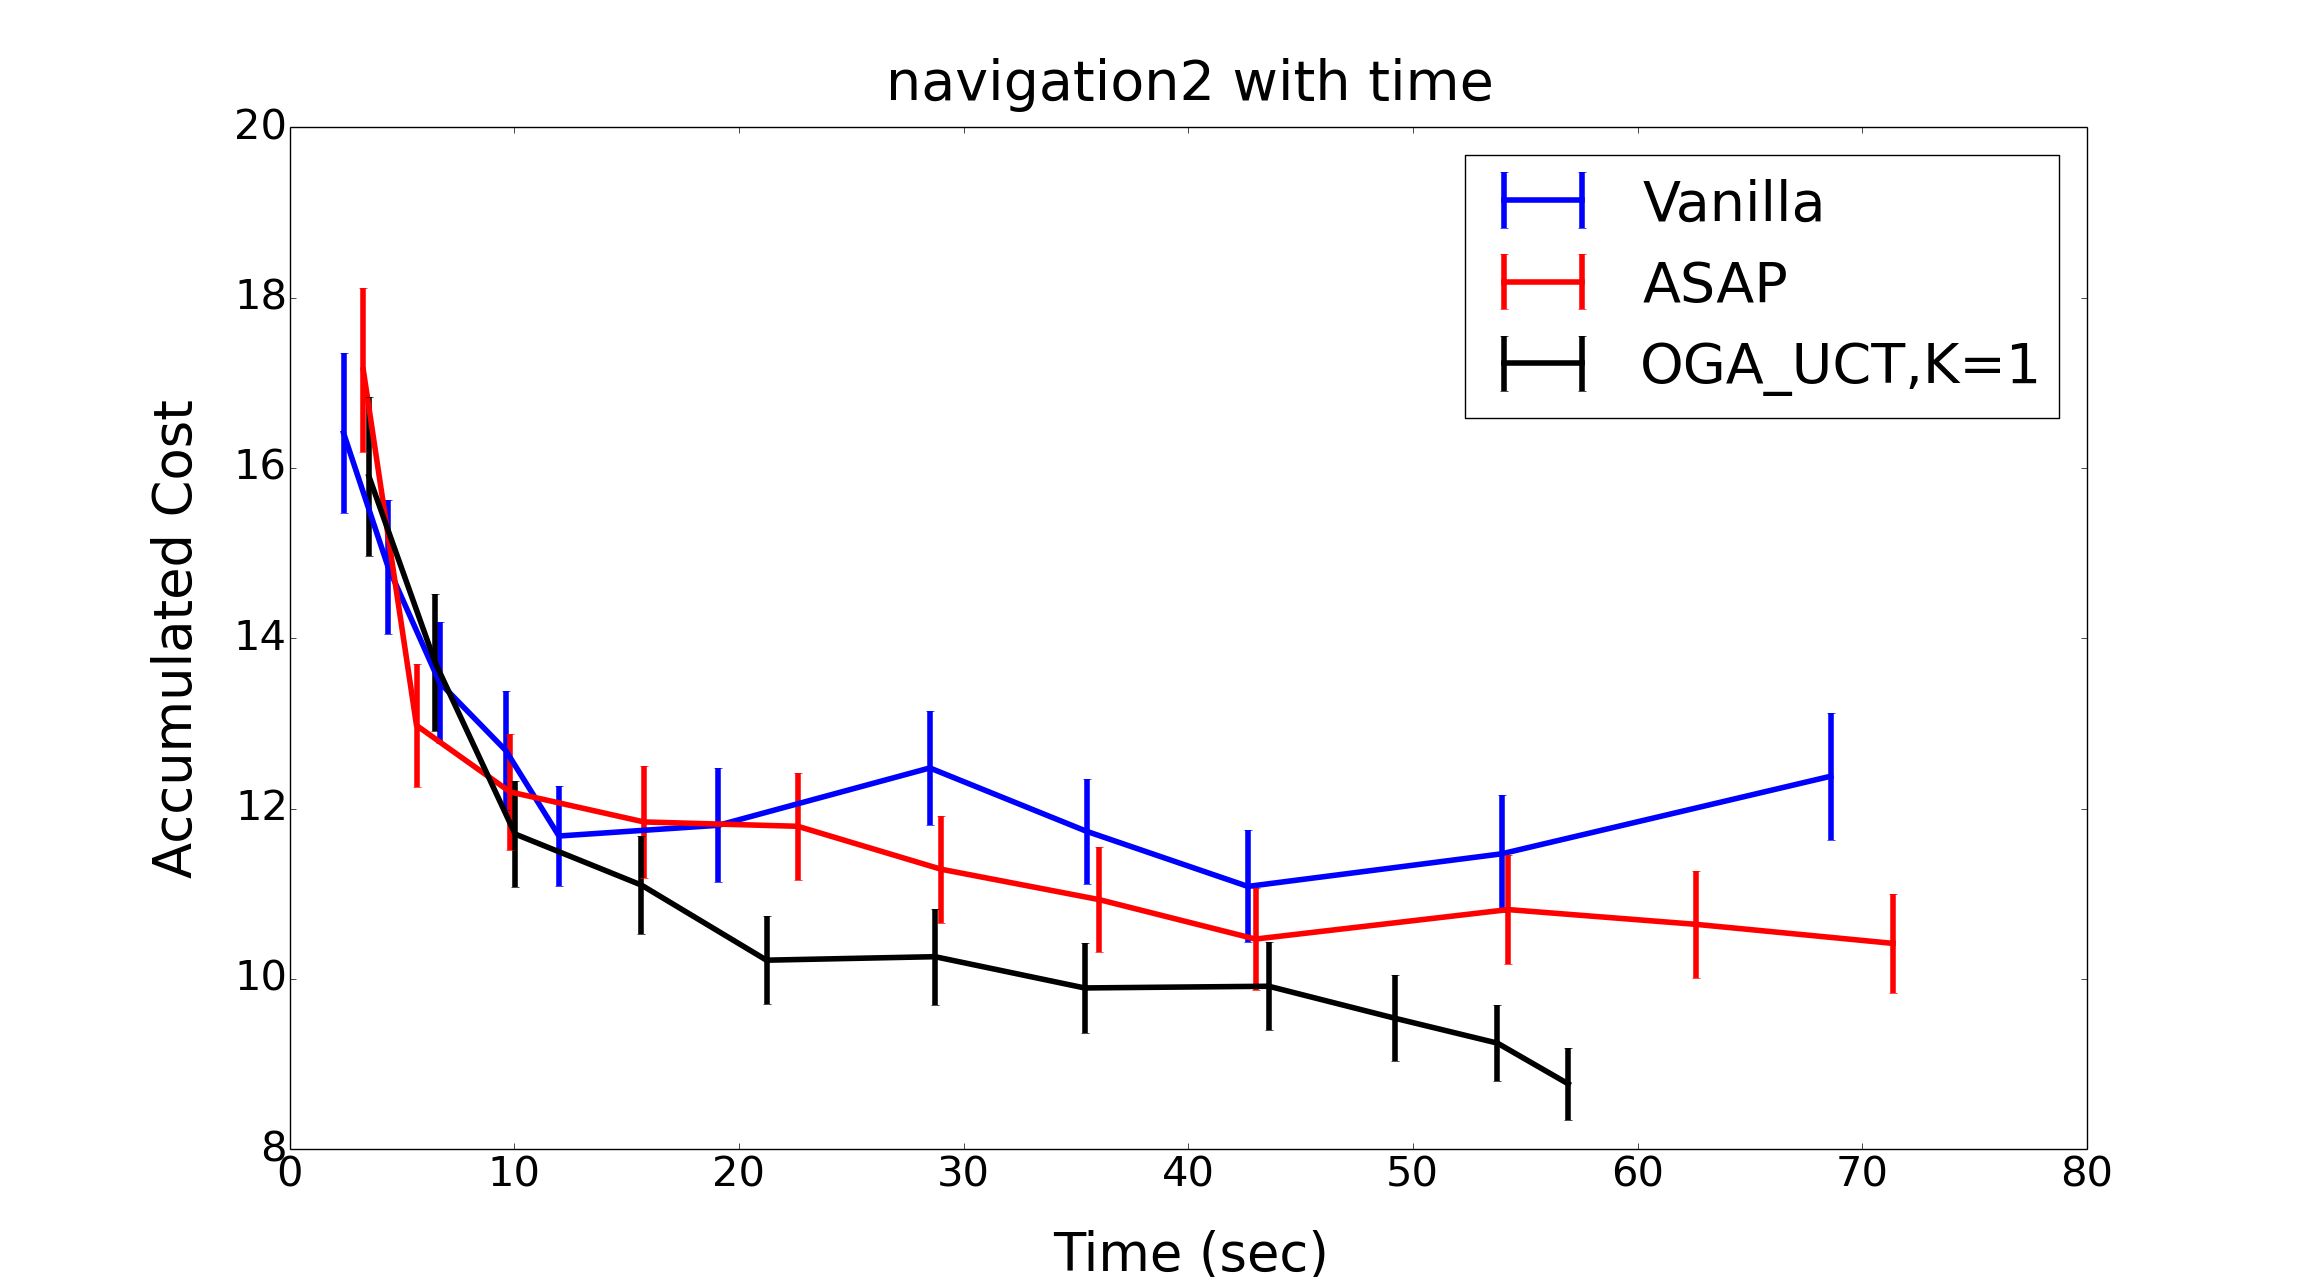 navigation2 with time
Accumulated Cost
20
18
16
14
12
10
8
Vanilla
ASAP
OGA_UCT,K=1
0 10 20 30 40 50 60 70 80
Time (sec)